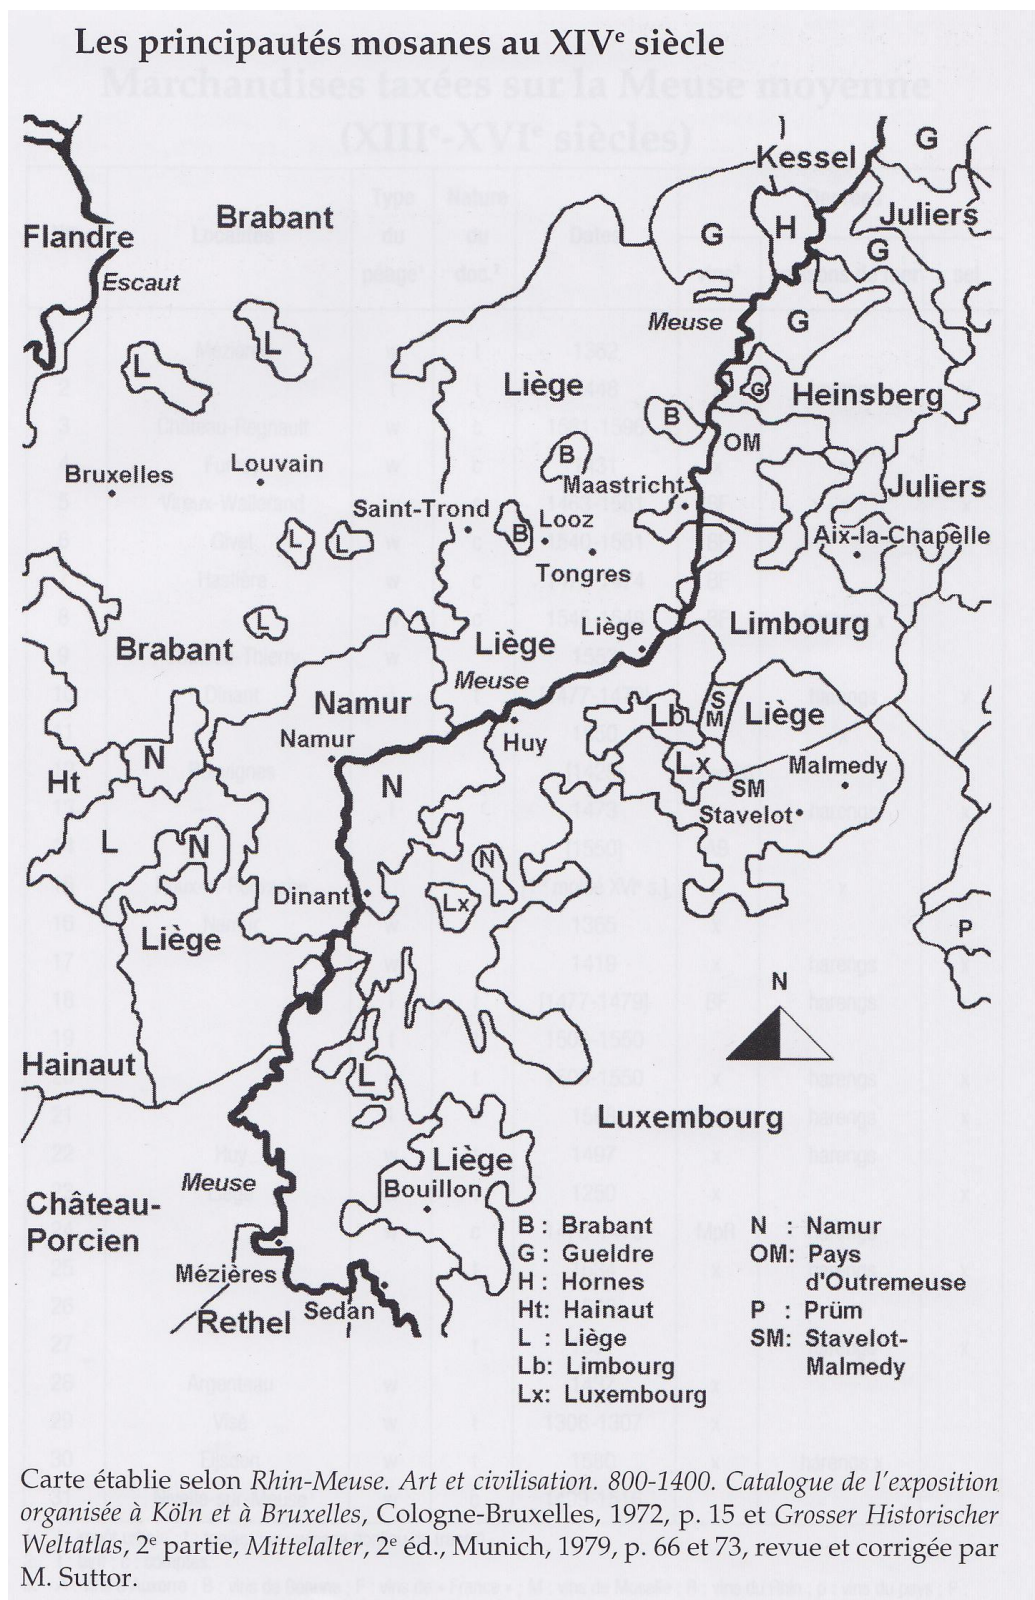 Les principautés mosanes au XIVe siècle
Marchandises taxées sur la Meuse moyenne
(XIIIe-XVIe siècles)
Kessel
G
Brabant
Juliers
Flandre
G
H
G
Escaut
Meuse
G
L
L
Liège
G
Heinsberg
B
OM
Bruxelles
Louvain
B
Maastricht
Juliers
Saint-Trond
Looz
B
Aix-la-Chapelle
L
L
Tongres
L
Liège
Limbourg
Brabant
Liège
Meuse
Namur
Lb
S
M
Liège
Namur
Huy
N
Ht
N
Lx
Malmedy
SM
Stavelot
L
N
N
Dinant
Lx
Liège
P
N
Hainaut
L
Luxembourg
Liège
Meuse
Bouillon
Château-
Porcien
Mézières
Sedan
Rethel
B : Brabant
G : Gueldre
H : Hornes
Ht: Hainaut
L : Liège
Lb: Limbourg
Lx: Luxembourg
N : Namur
OM: Pays
d'Outremeuse
P : Prüm
SM: Stavelot-
Malmedy
Carte établie selon Rhin-Meuse. Art et civilisation. 800-1400. Catalogue de l'exposition
organisée à Köln et à Bruxelles, Cologne-Bruxelles, 1972, p. 15 et Grosser Historischer
Weltatlas, 2e partie, Mittelalter, 2e éd., Munich, 1979, p. 66 et 73, revue et corrigée par
M. Suttor.